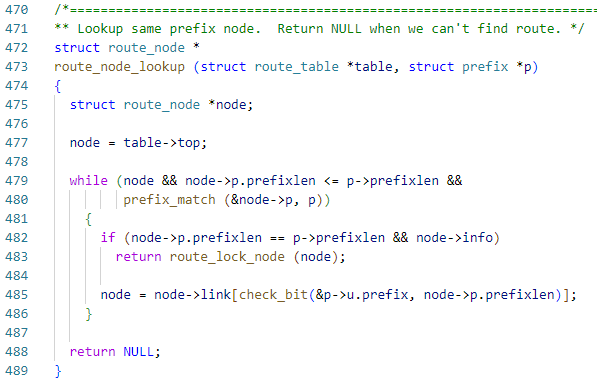 470 /*=====================================================================
471 ** Lookup same prefix node.  Return NULL when we can't find route. */
472 struct route_node *
473 route_node_lookup (struct route_table *table, struct prefix *p)
474 {
475   struct route_node *node;
476
477   node = table->top;
478
479   while (node && node->p.prefixlen <= p->prefixlen &&
480          prefix_match (&node->p, p))
481     {
482       if (node->p.prefixlen == p->prefixlen && node->info)
483         return route_lock_node (node);
484
485       node = node->link[check_bit(&p->u.prefix, node->p.prefixlen)];
486     }
487
488   return NULL;
489 }